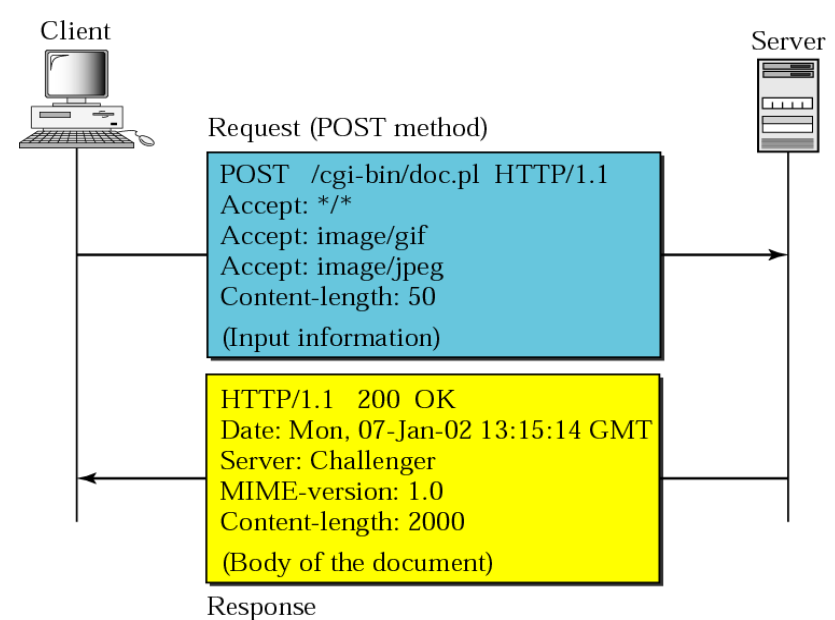 Client
Server
Request (POST method)
POST /cgi-bin/doc.pl HTTP/1.1
Accept: */*
Accept: image/gif
Accept: image/jpeg
Content-length: 50
(Input information)
HTTP/1.1 200 OK
Date: Mon, 07-Jan-02 13:15:14 GMT
Server: Challenger
MIME-version: 1.0
Content-length: 2000
(Body of the document)
Response